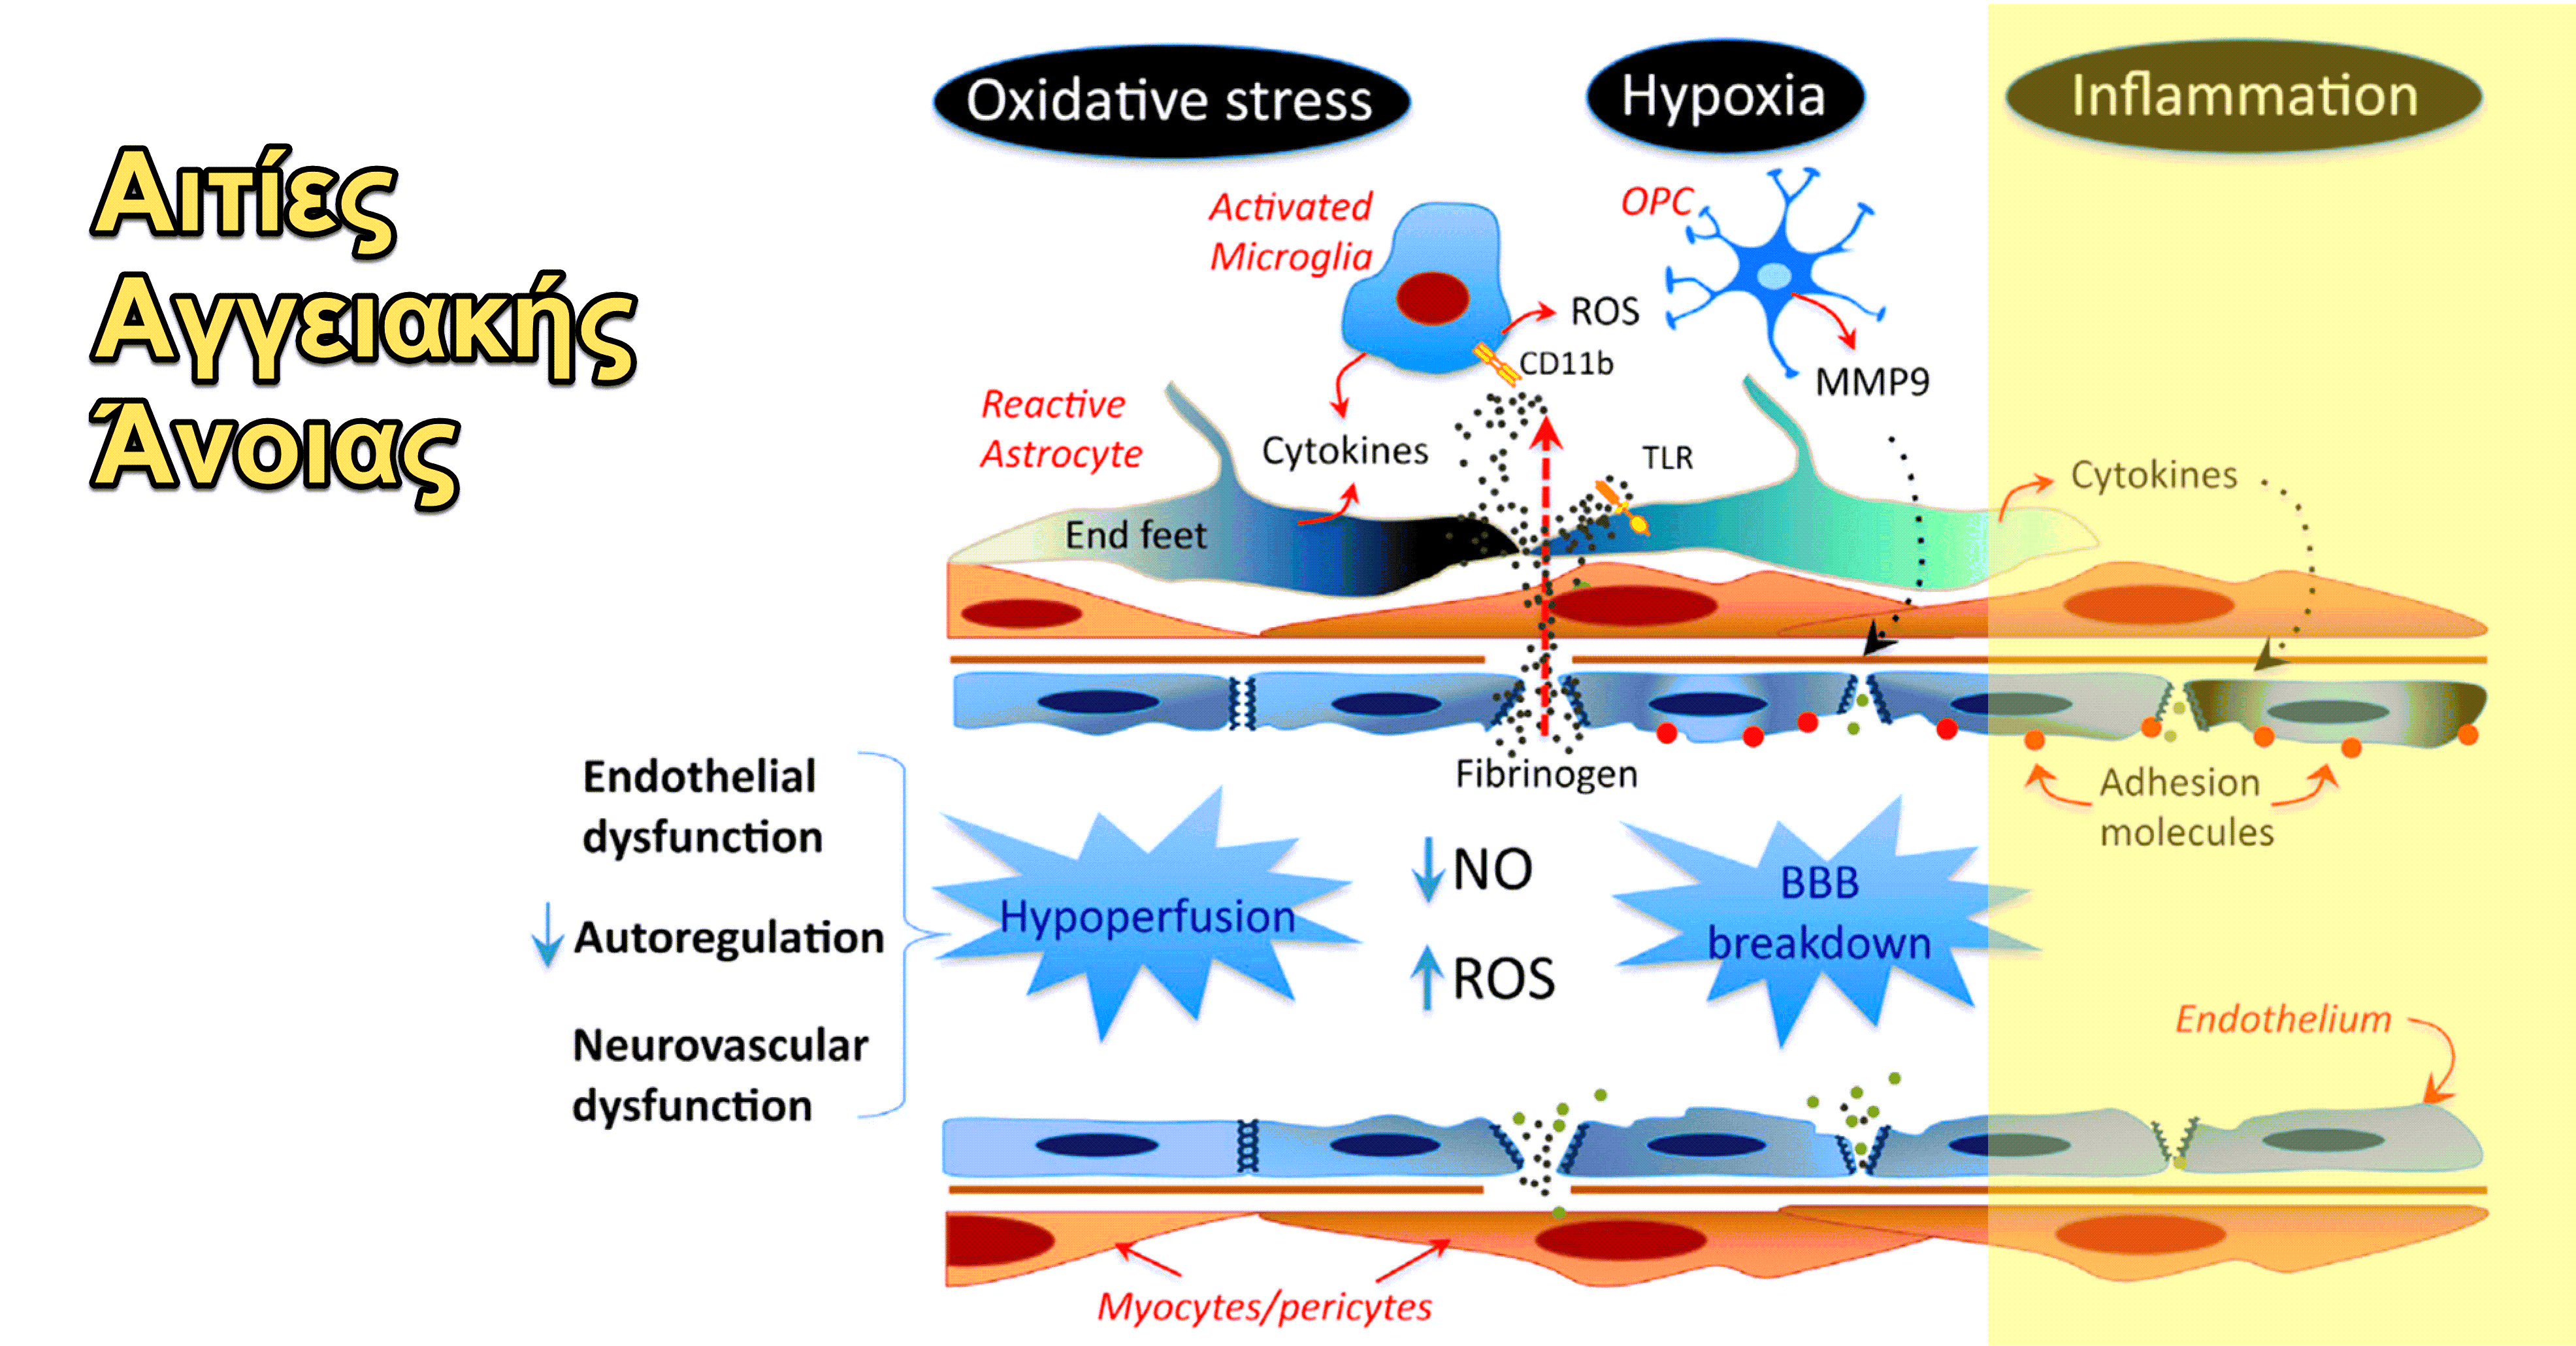 Αιτίες
Αγγειακής
Άνοιας
Oxidative stress
Hypoxia
Inflammation
Activated
Microglia
OPC
ROS
CD11b
MMP9
Reactive
Astrocyte
Cytokines
TLR
Cytokines
End feet
Fibrinogen
Adhesion
molecules
Endothelial
dysfunction
Autoregulation
Neurovascular
dysfunction
Hypoperfusion
NO
ROS
BBB
breakdown
Endothelium
Myocytes/pericytes